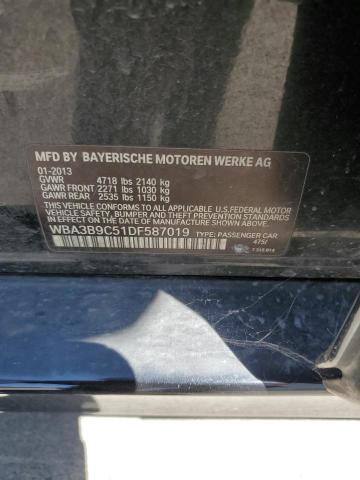 MFD BY BAYERISCHE MOTOREN WERKE AG
01-2013
GVWR 4718 lbs 2140 kg
GAWR FRONT 2271 lbs 1030 kg
GAWR REAR 2535 lbs 1150 kg
THIS VEHICLE CONFORMS TO ALL APPLICABLE U.S. FEDERAL MOTOR
VEHICLE SAFETY, BUMPER, AND THEFT PREVENTION STANDARDS IN
EFFECT ON THE DATE OF MANUFACTURE SHOWN ABOVE.
WBA3B9C51DF587019 TYPE: PASSENGER CAR
475/